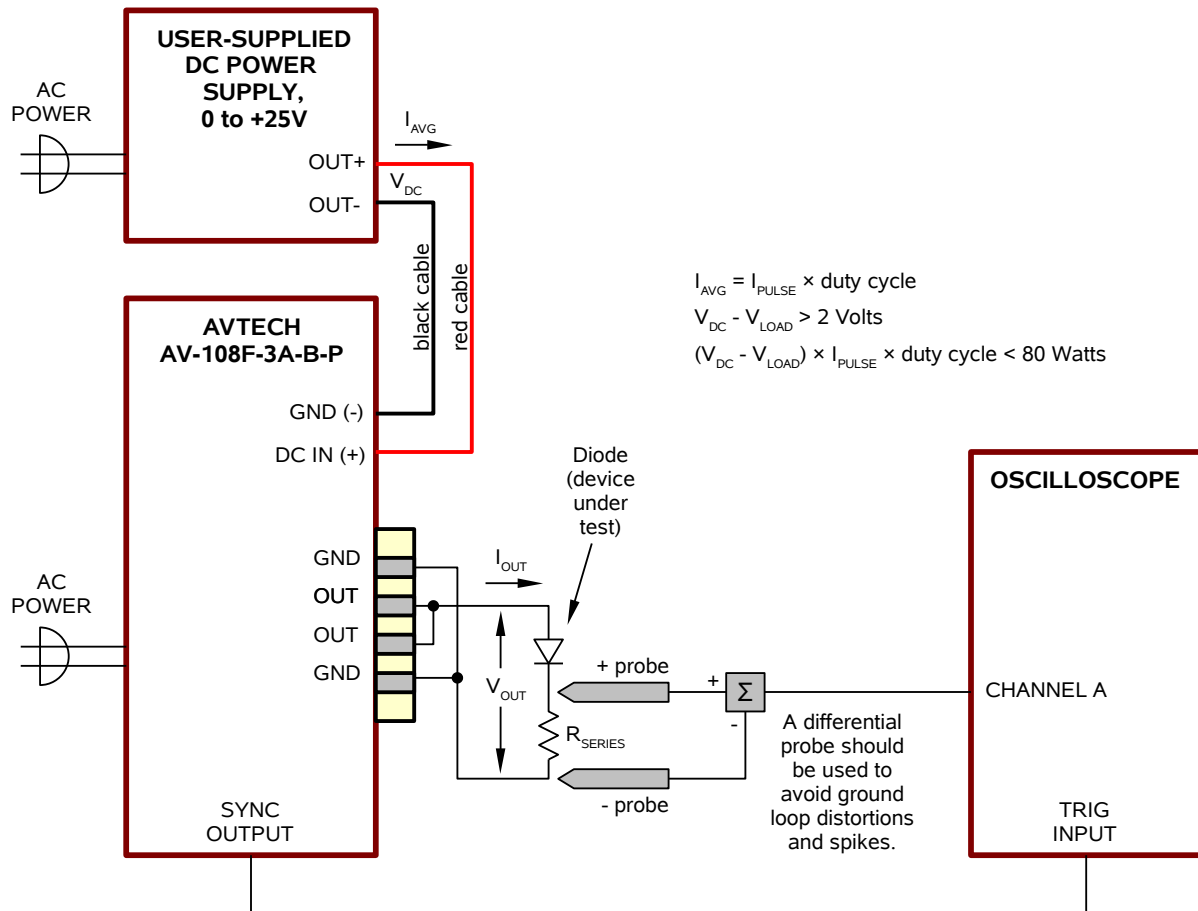 USER-SUPPLIED
DC POWER
SUPPLY,
0 to +25V
AC
POWER
I_AVG
OUT+
V_DC
OUT-
black cable
red cable
I_AVG = I_PULSE × duty cycle
V_DC - V_LOAD > 2 Volts
(V_DC - V_LOAD) × I_PULSE × duty cycle < 80 Watts
AVTECH
AV-108F-3A-B-P
GND (-)
DC IN (+)
Diode
(device
under
test)
OSCILLOSCOPE
GND
I_OUT
AC
POWER
OUT
OUT
GND
+ probe
+
Σ
-
V_OUT
CHANNEL A
R_SERIES
- probe
A differential
probe should
be used to
avoid ground
loop distortions
and spikes.
SYNC
OUTPUT
TRIG
INPUT